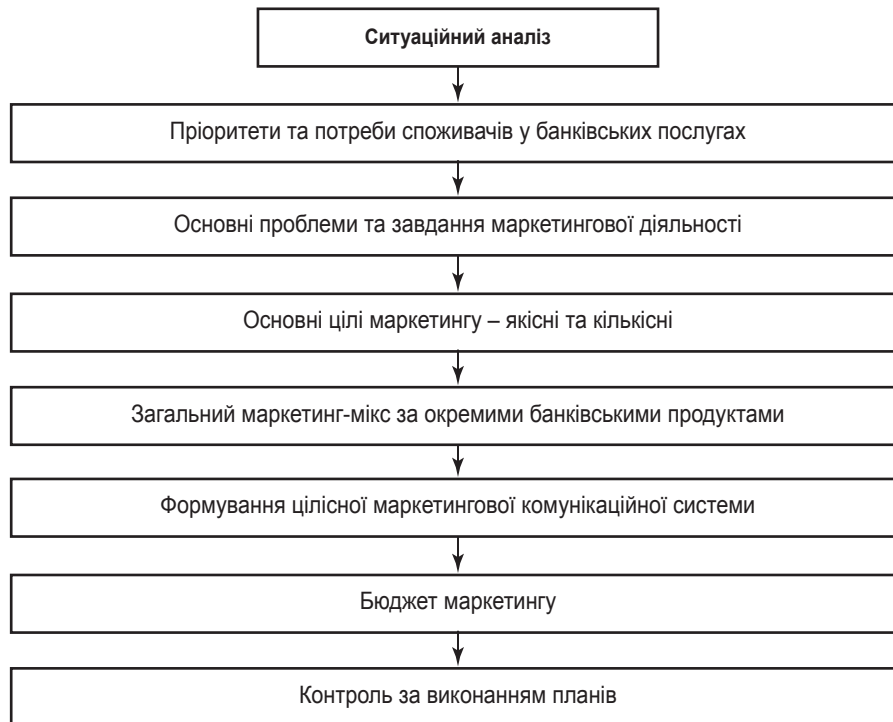 Ситуаційний аналіз
Пріоритети та потреби споживачів у банківських послугах
Основні проблеми та завдання маркетингової діяльності
Основні цілі маркетингу – якісні та кількісні
Загальний маркетинг-мікс за окремими банківськими продуктами
Формування цілісної маркетингової комунікаційної системи
Бюджет маркетингу
Контроль за виконанням планів